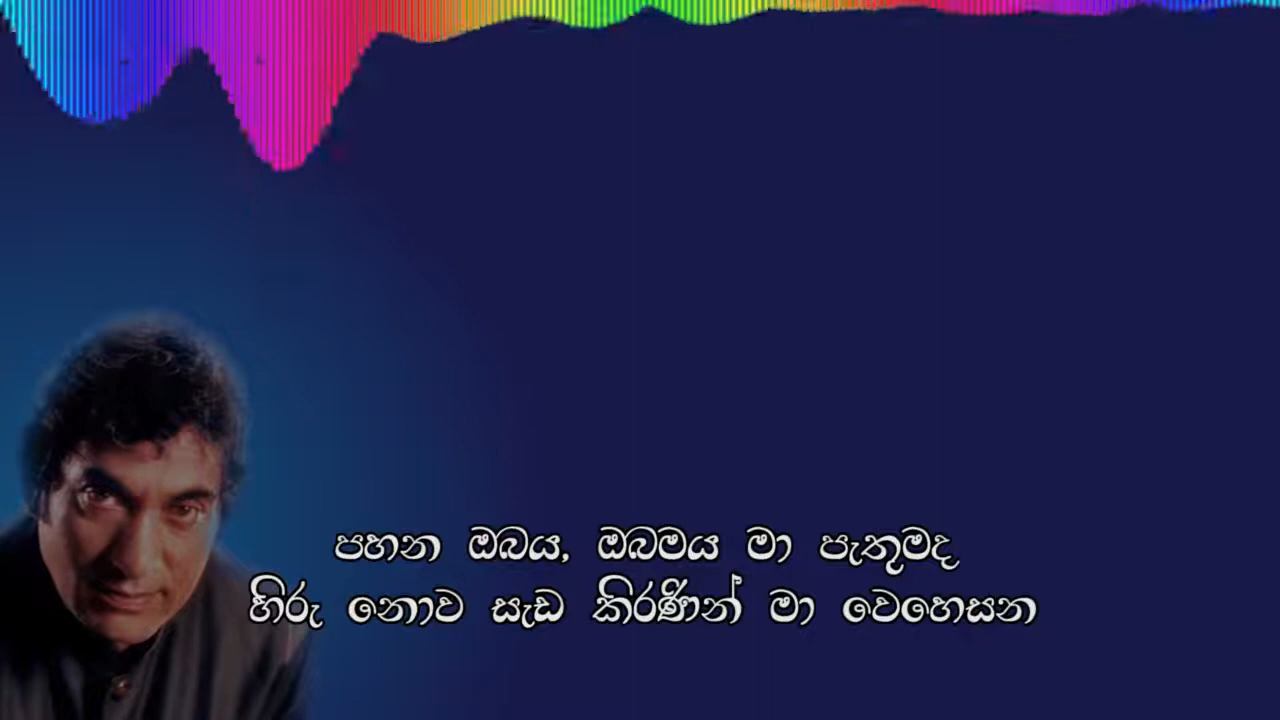 පහන ඔබය, ඔබමය මා පැතුමද
හිරු නොව සැඩ කිරණින් මා වෙහෙසන